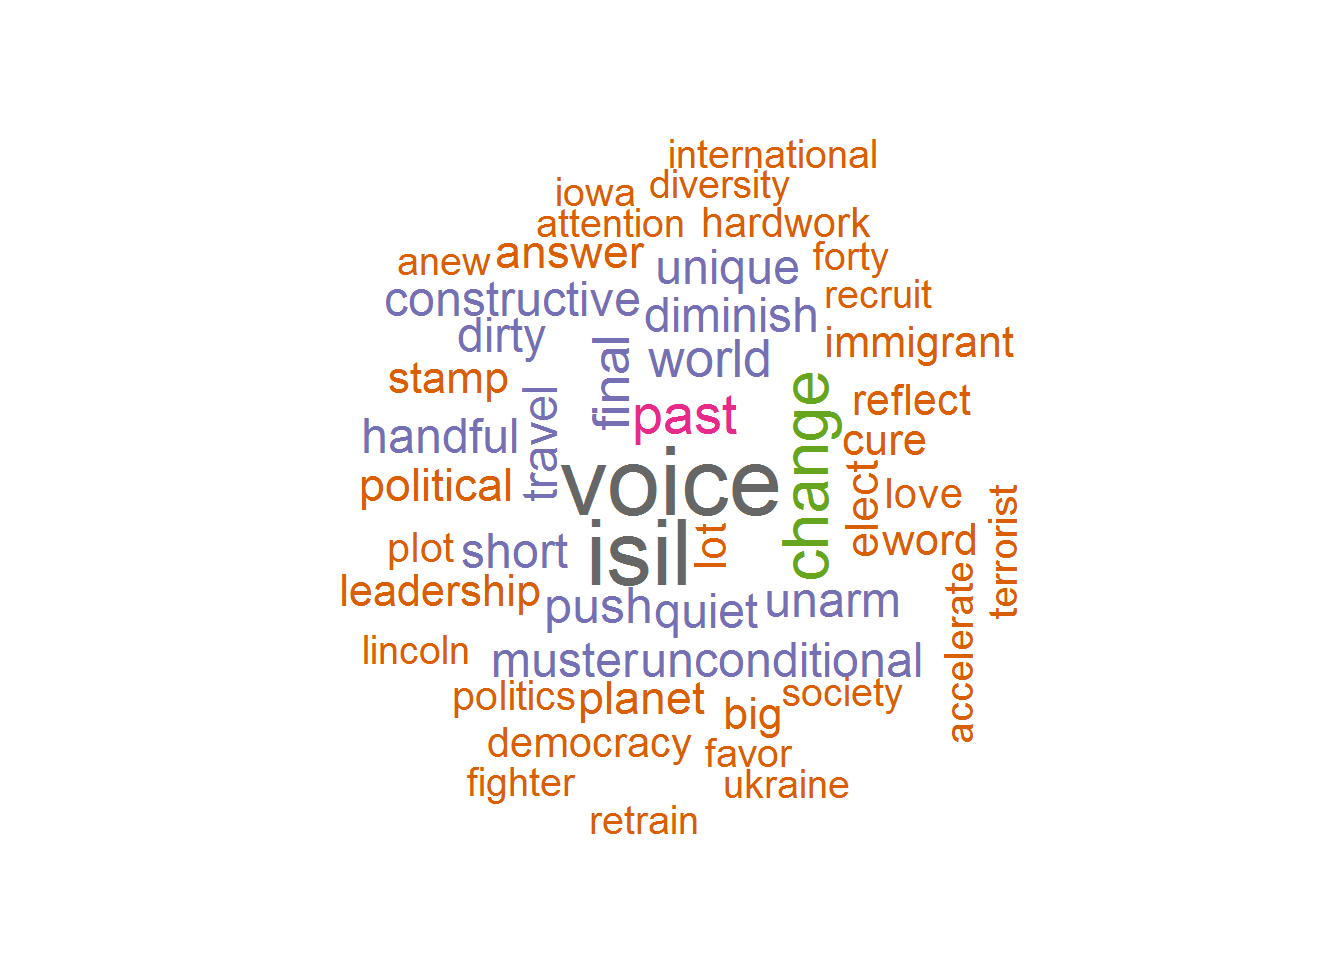 international
iowa
diversity
attention
hardwork
anew
answer
unique
forty
constructive
diminish
recruit
dirty
final
world
immigrant
stamp
travel
past
change
reflect
handful
cure
political
voice
elect
love
terrorist
plot
short
isil
lot
word
leadership
push
quiet
unarm
accelerate
lincoln
muster
unconditional
politics
planet
big
society
democracy
favor
fighter
ukraine
retrain